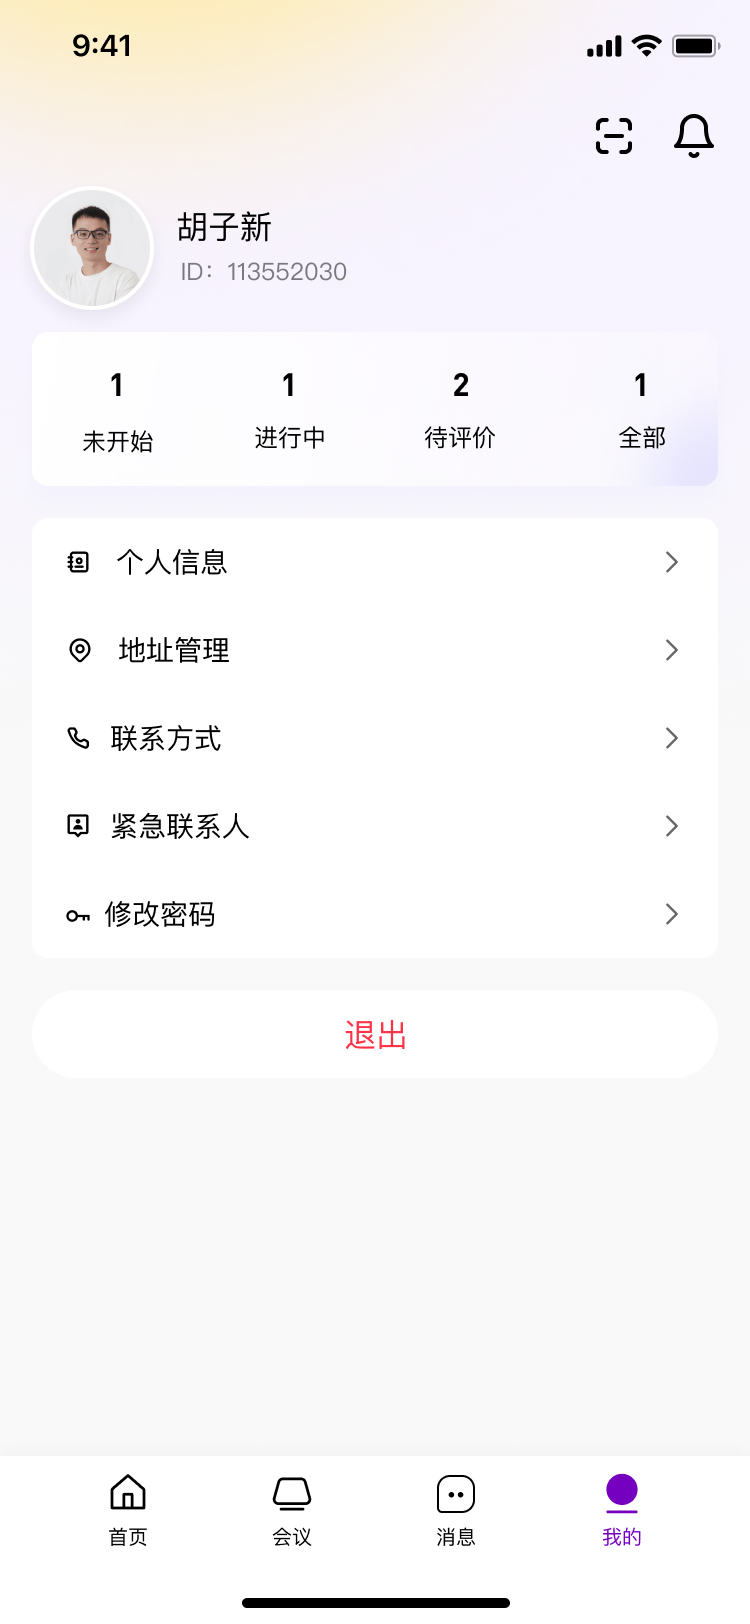 9:41
胡子新
ID：113552030
1 1 2 1
未开始 进行中 待评价 全部
个人信息
地址管理
联系方式
紧急联系人
修改密码
退出
首页 会议 消息 我的